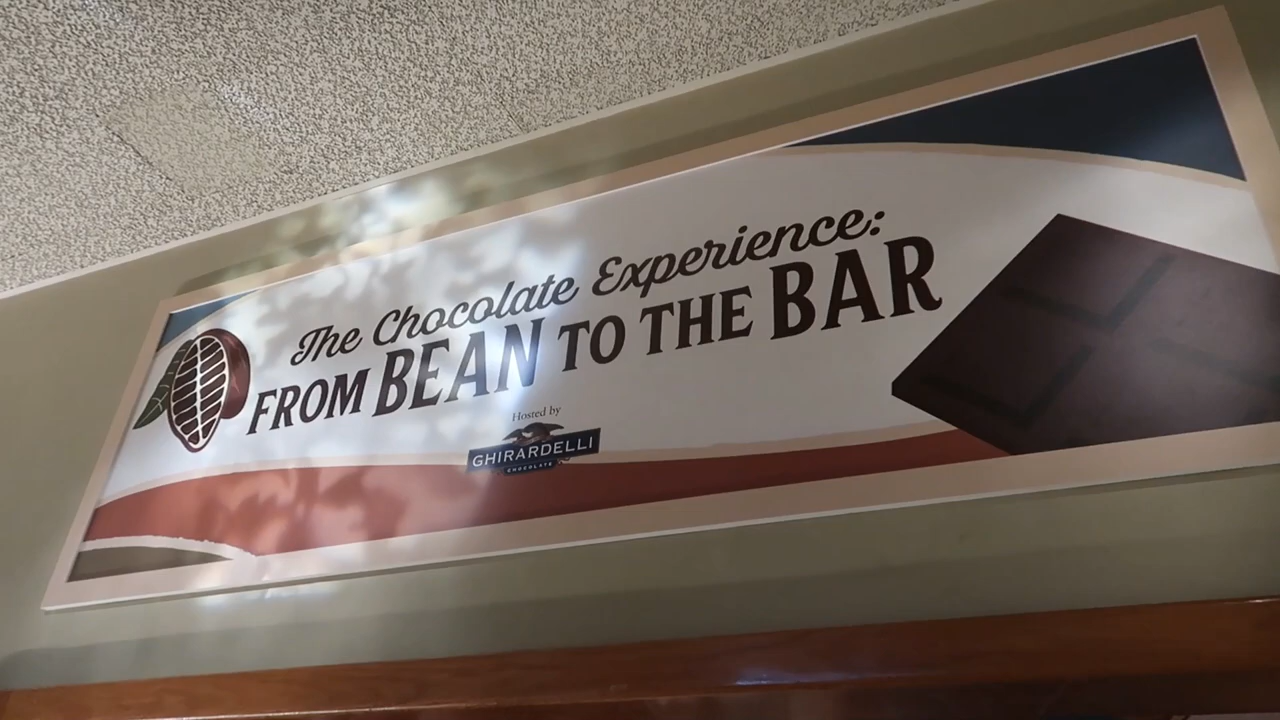 The Chocolate Experience:
FROM BEAN TO THE BAR
Hosted by
GHIRARDELLI
CHOCOLATE